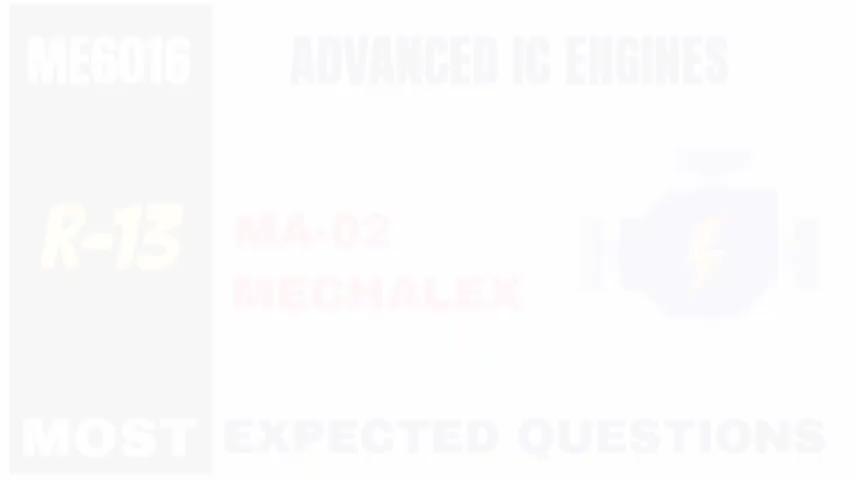 ME6016 ADVANCED IC ENGINES
R-13
MA-02
MECHALEX
MOST EXPECTED QUESTIONS